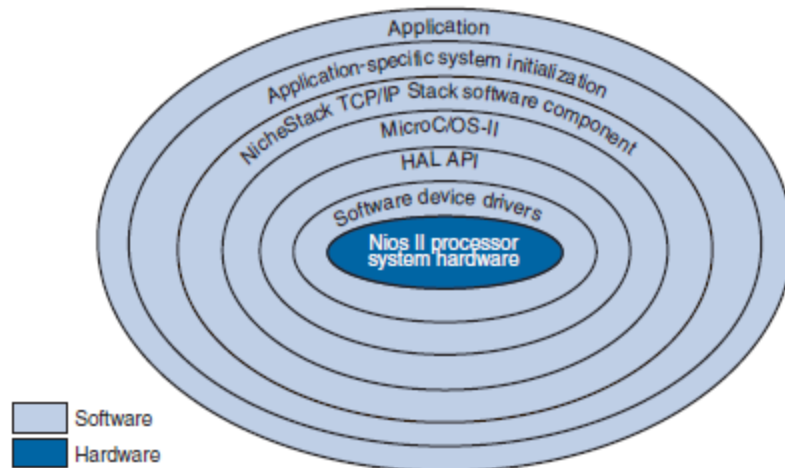 Application
Application-specific system initialization
NicheStack TCP/IP Stack software component
MicroC/OS-II
HAL API
Software device drivers
Nios II processor
system hardware
Software
Hardware